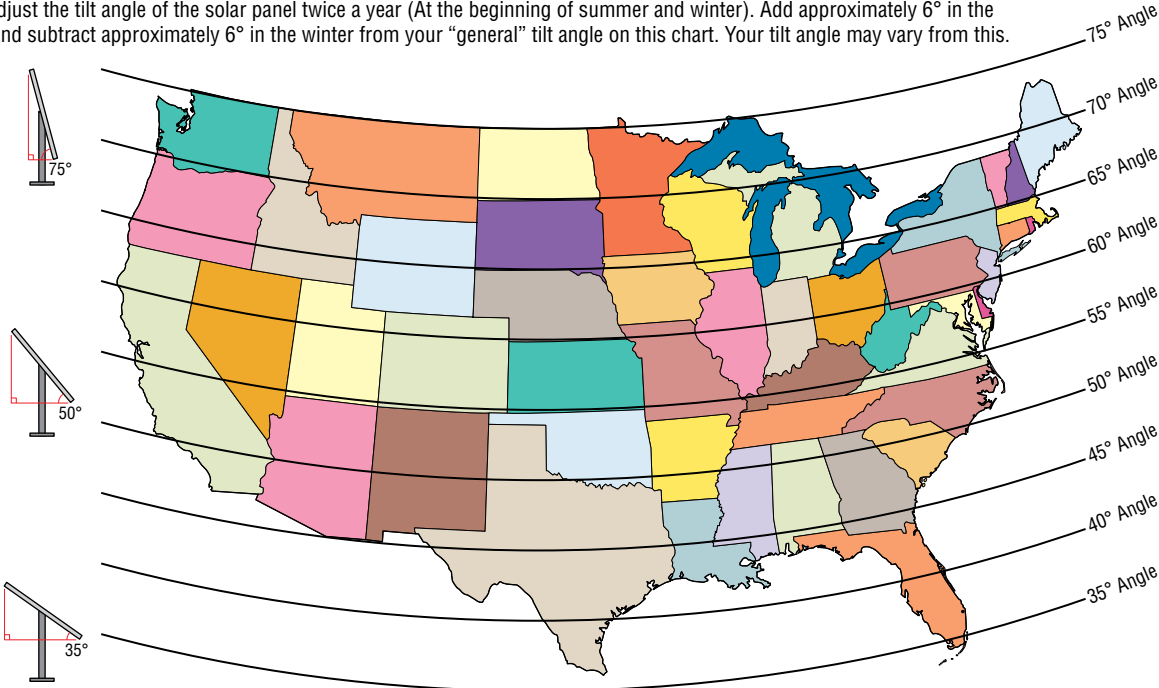 djust the tilt angle of the solar panel twice a year (At the beginning of summer and winter). Add approximately 6° in the
nd subtract approximately 6° in the winter from your “general” tilt angle on this chart. Your tilt angle may vary from this.
75° Angle
70° Angle
65° Angle
60° Angle
55° Angle
50° Angle
45° Angle
40° Angle
35° Angle
75°
50°
35°